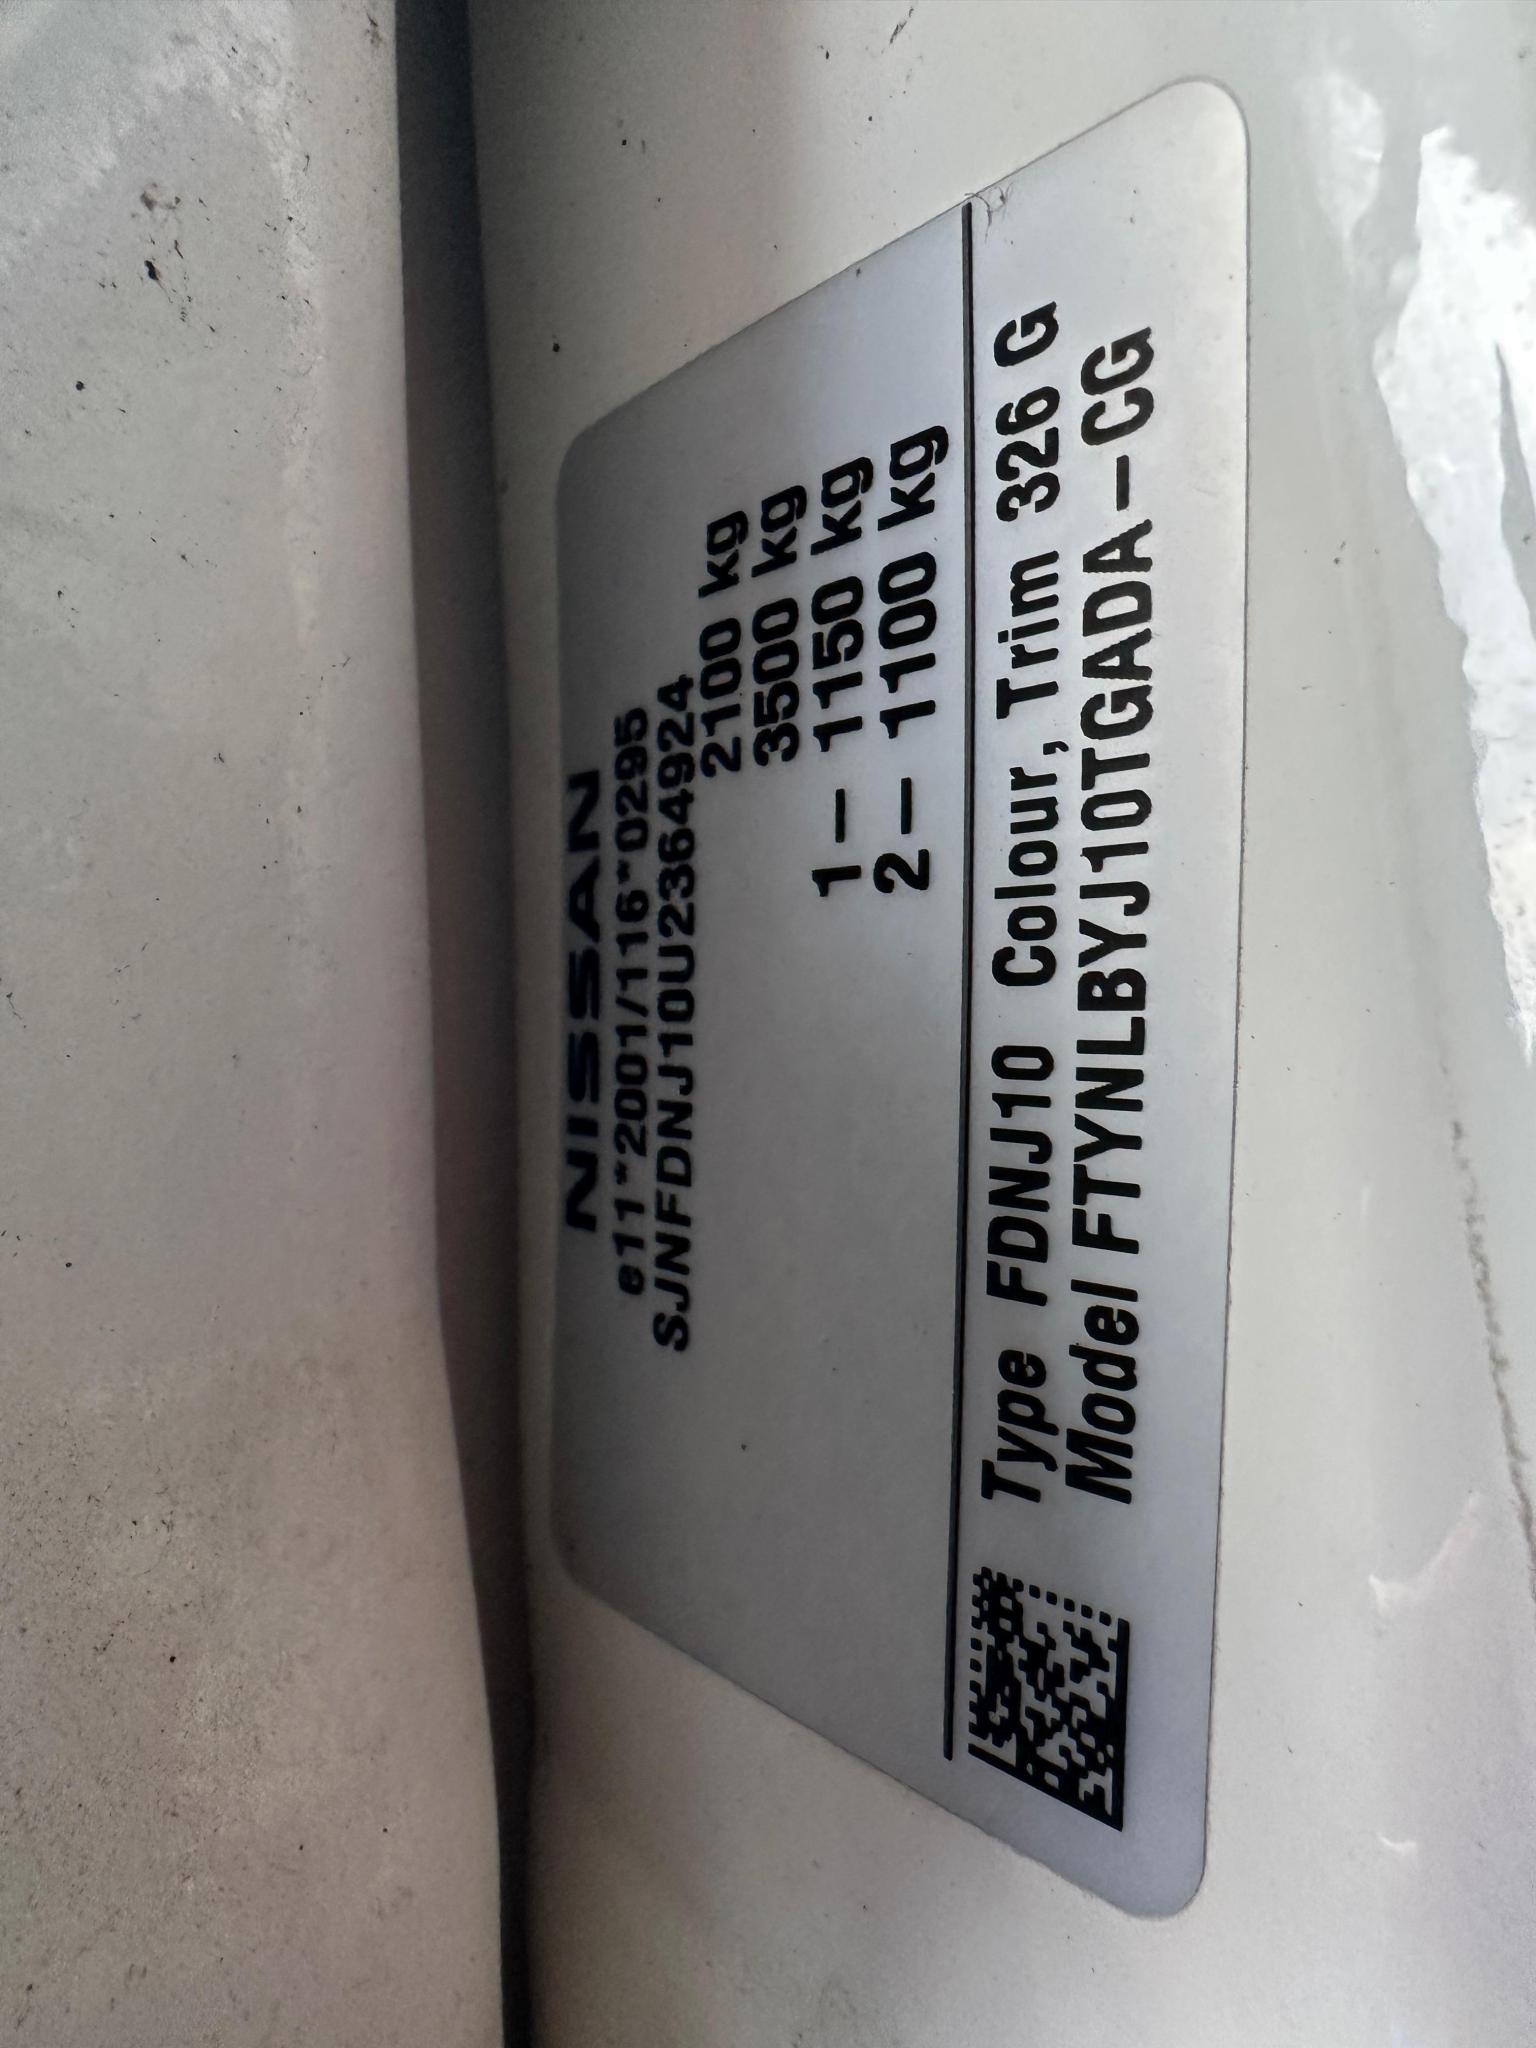 NISSAN
e11*2001/116*0295
SJNFDNJ10U2364924
2100 kg
3500 kg
1- 1150 kg
2- 1100 kg
Type FDNJ10 Colour, Trim 326 G
Model FTYNLBYJ10TGADA-CG